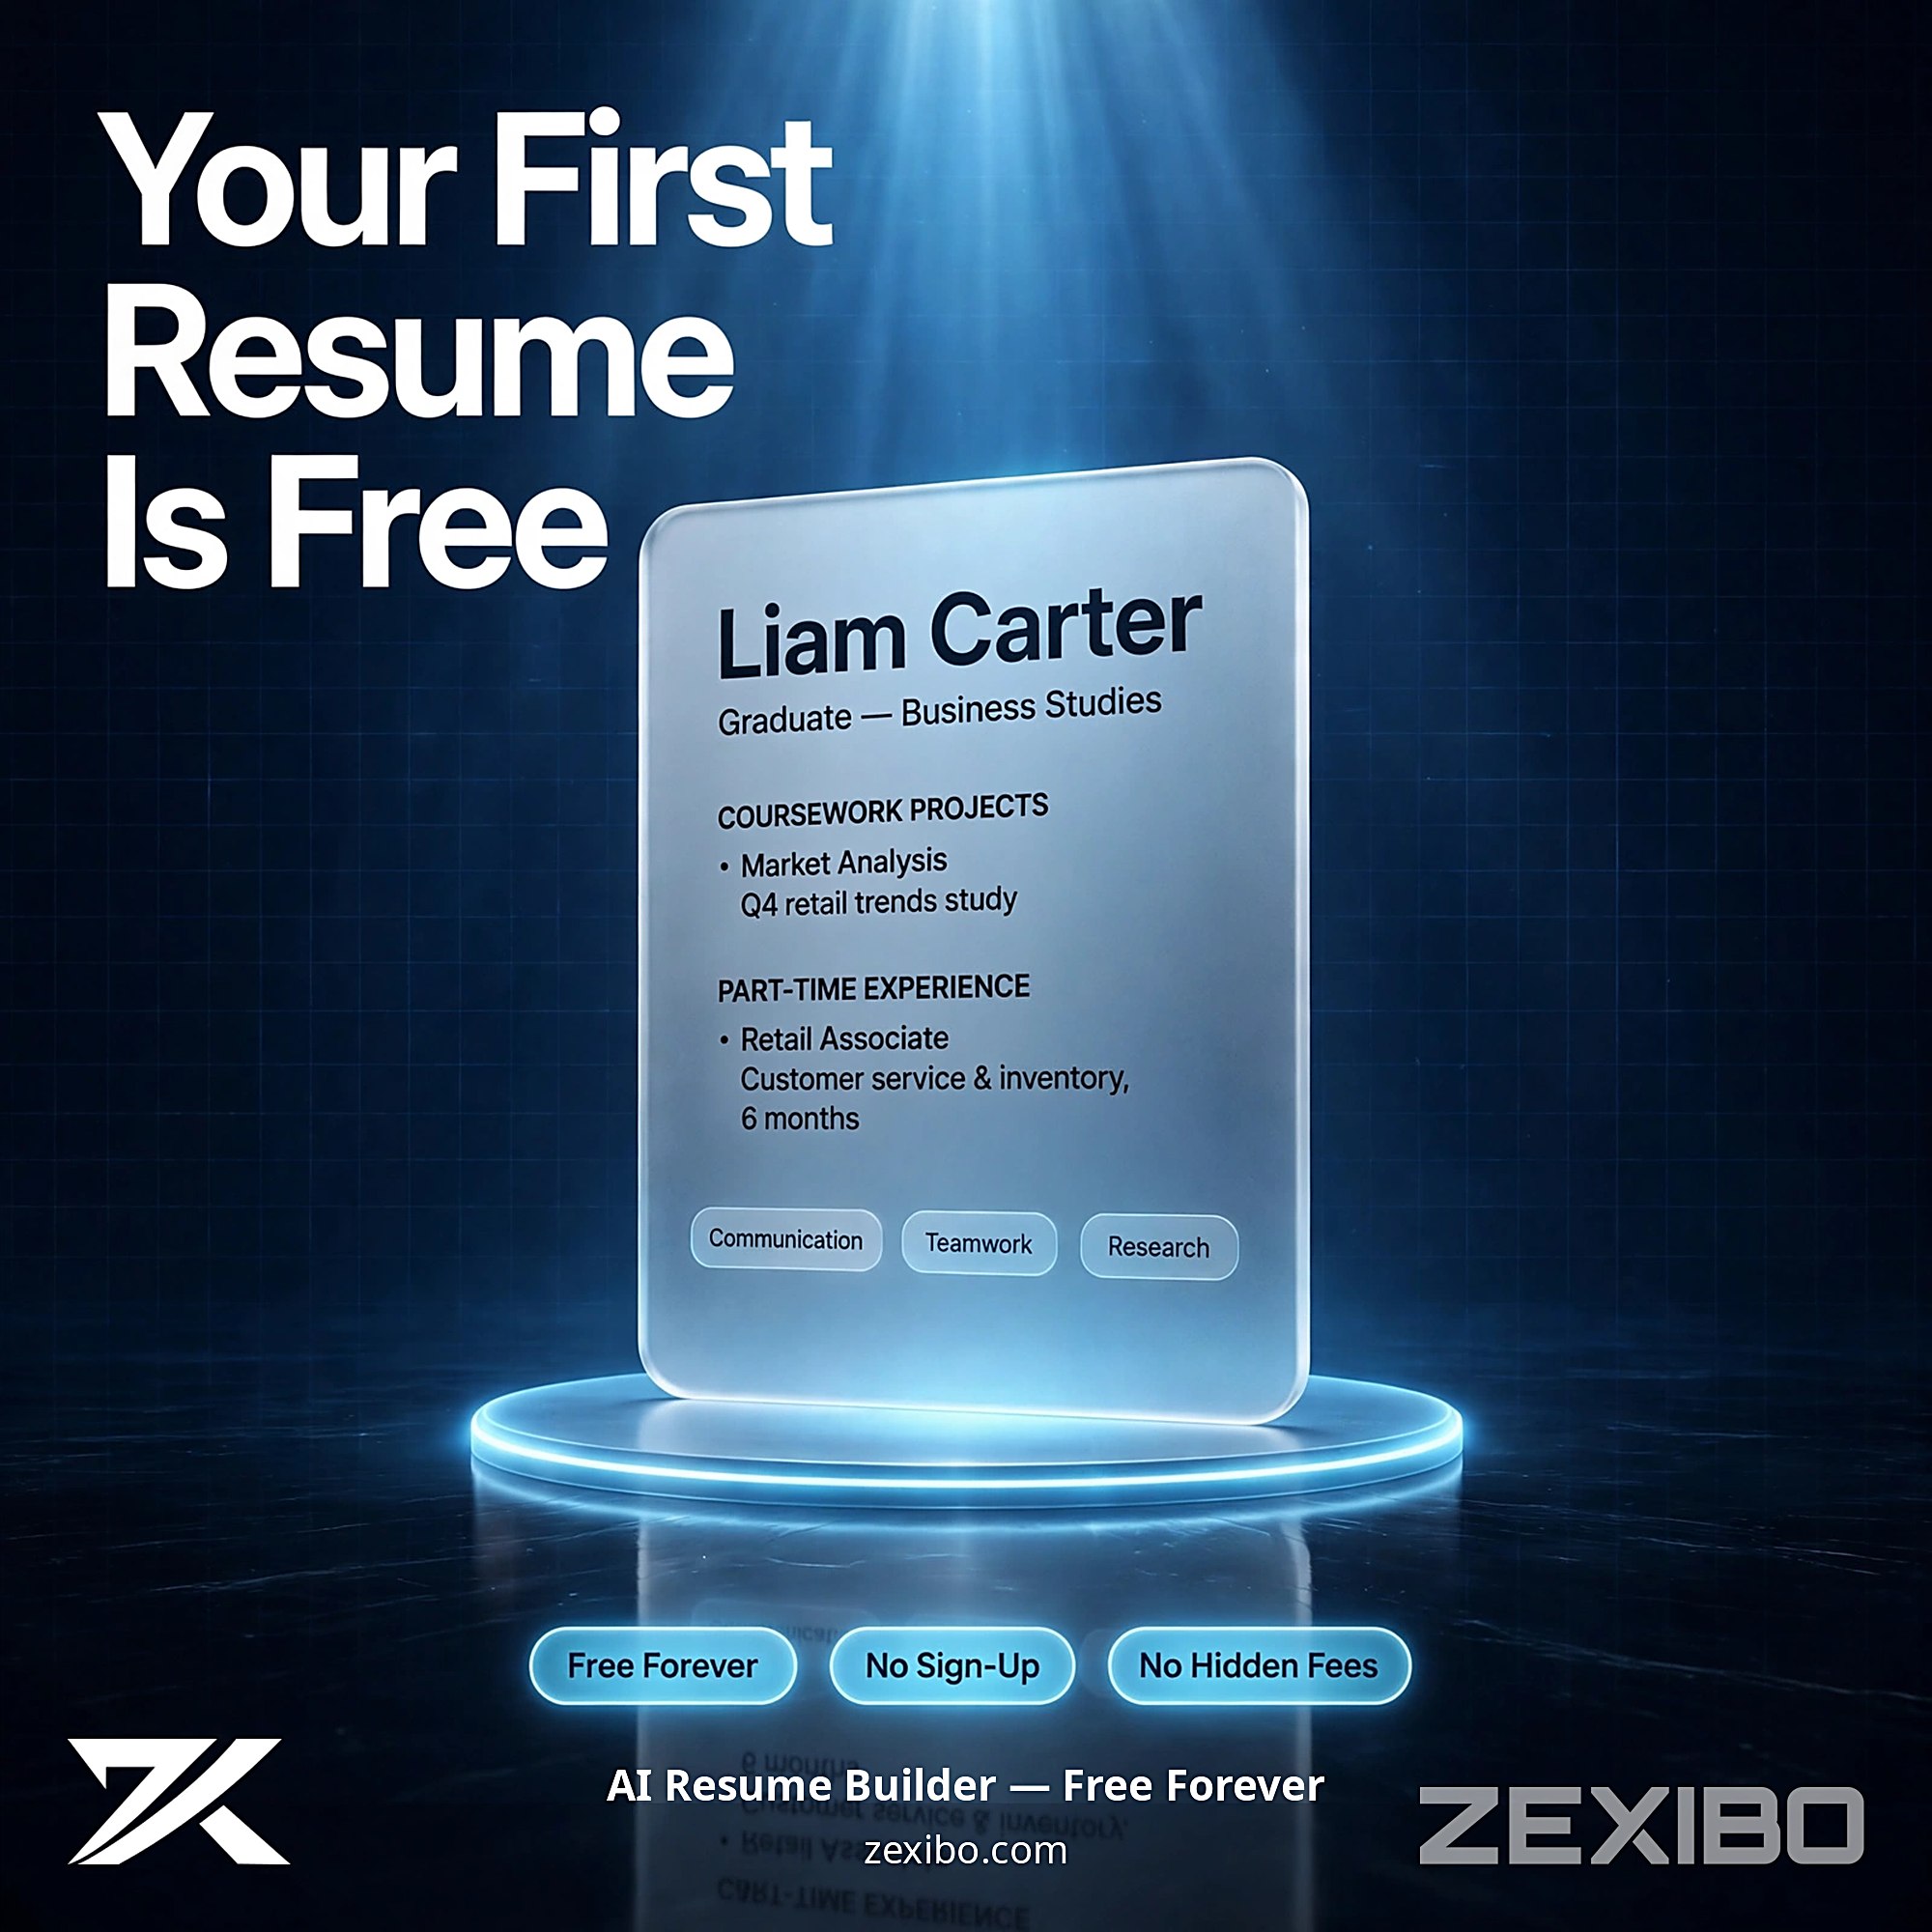 Your First
Resume
Is Free
Liam Carter
Graduate — Business Studies
COURSEWORK PROJECTS
• Market Analysis
Q4 retail trends study
PART-TIME EXPERIENCE
• Retail Associate
Customer service & inventory,
6 months
Communication
Teamwork
Research
Free Forever
No Sign-Up
No Hidden Fees
AI Resume Builder — Free Forever
zexibo.com
ZEXIBO